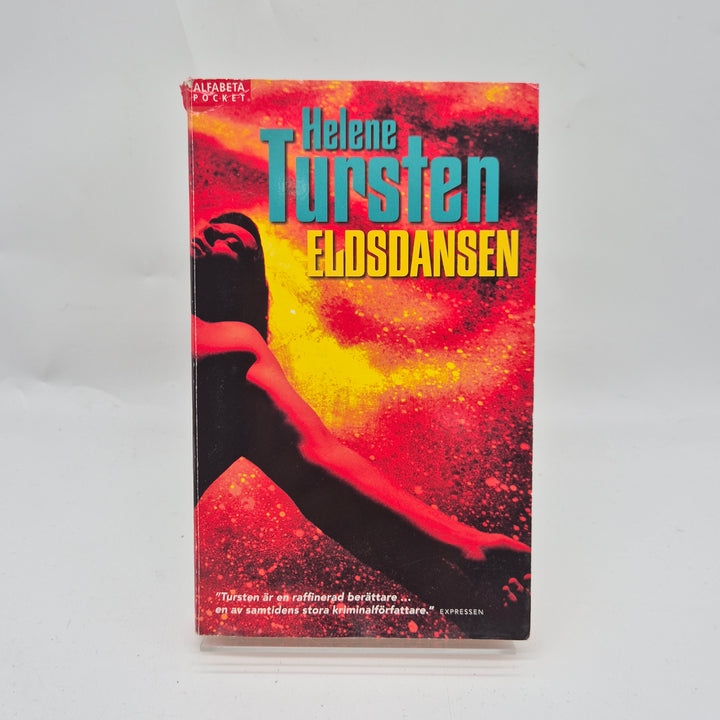 ALFABETA
POCKET
Helene
Tursten
ELDSDANSEN
"Tursten är en raffinerad berättare ...
en av samtidens stora kriminalförfattare." EXPRESSEN